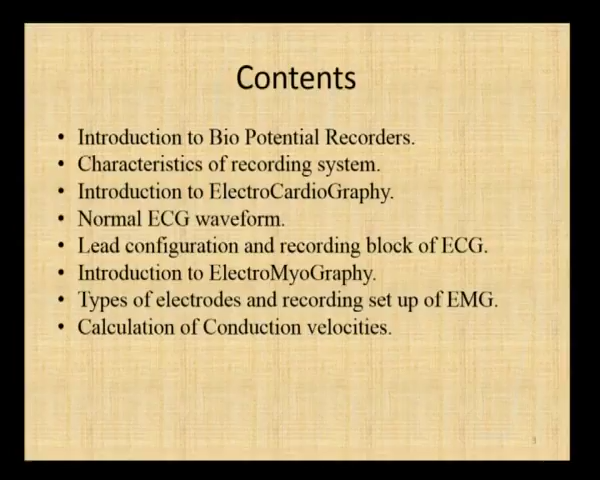 Contents
• Introduction to Bio Potential Recorders.
• Characteristics of recording system.
• Introduction to ElectroCardioGraphy.
• Normal ECG waveform.
• Lead configuration and recording block of ECG.
• Introduction to ElectroMyoGraphy.
• Types of electrodes and recording set up of EMG.
• Calculation of Conduction velocities.